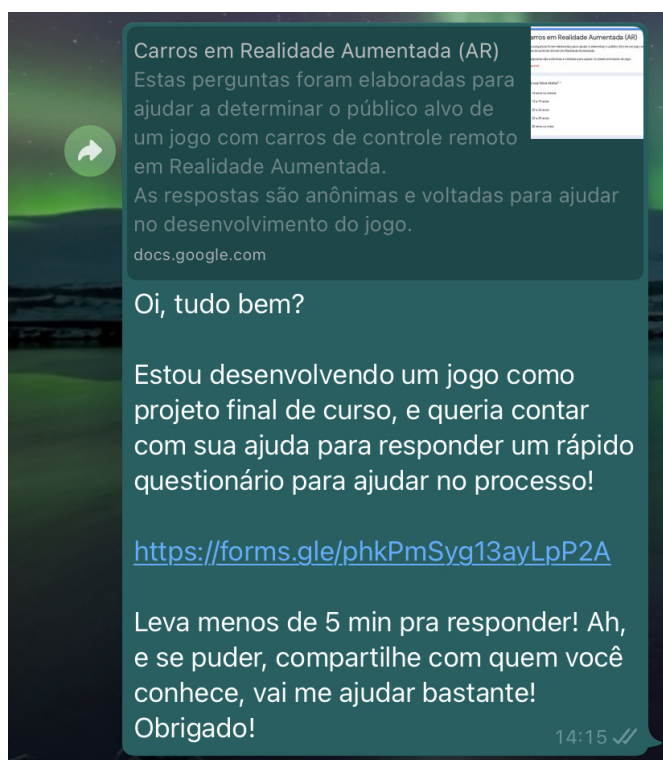 Carros em Realidade Aumentada (AR)
Estas perguntas foram elaboradas para
ajudar a determinar o público alvo de
um jogo com carros de controle remoto
em Realidade Aumentada.
As respostas são anônimas e voltadas para ajudar
no desenvolvimento do jogo.
docs.google.com
Oi, tudo bem?
Estou desenvolvendo um jogo como
projeto final de curso, e queria contar
com sua ajuda para responder um rápido
questionário para ajudar no processo!
https://forms.gle/phkPmSyg13ayLpP2A
Leva menos de 5 min pra responder! Ah,
e se puder, compartilhe com quem você
conhece, vai me ajudar bastante!
Obrigado!
14:15